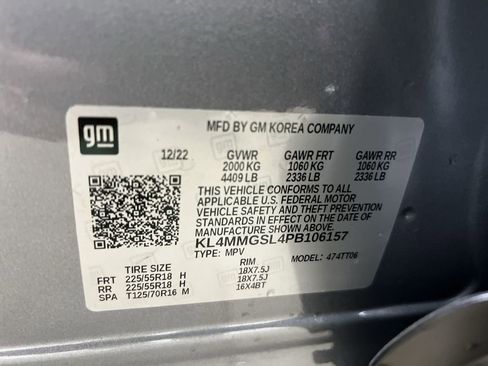 gm
MFD BY GM KOREA COMPANY
12/22 GVWR GAWR FRT GAWR RR
2000 KG 1060 KG 1060 KG
4409 LB 2336 LB 2336 LB
THIS VEHICLE CONFORMS TO ALL
APPLICABLE U.S. FEDERAL MOTOR
VEHICLE SAFETY AND THEFT PREVENTION
STANDARDS IN EFFECT ON THE DATE OF
MANUFACTURE SHOWN ABOVE.
KL4MMGSL4PB106157
TYPE: MPV MODEL: 474TT06
TIRE SIZE RIM
FRT 225/55R18 H 18X7.5J
RR 225/55R18 H 18X7.5J
SPA T125/70R16 M 16X4BT